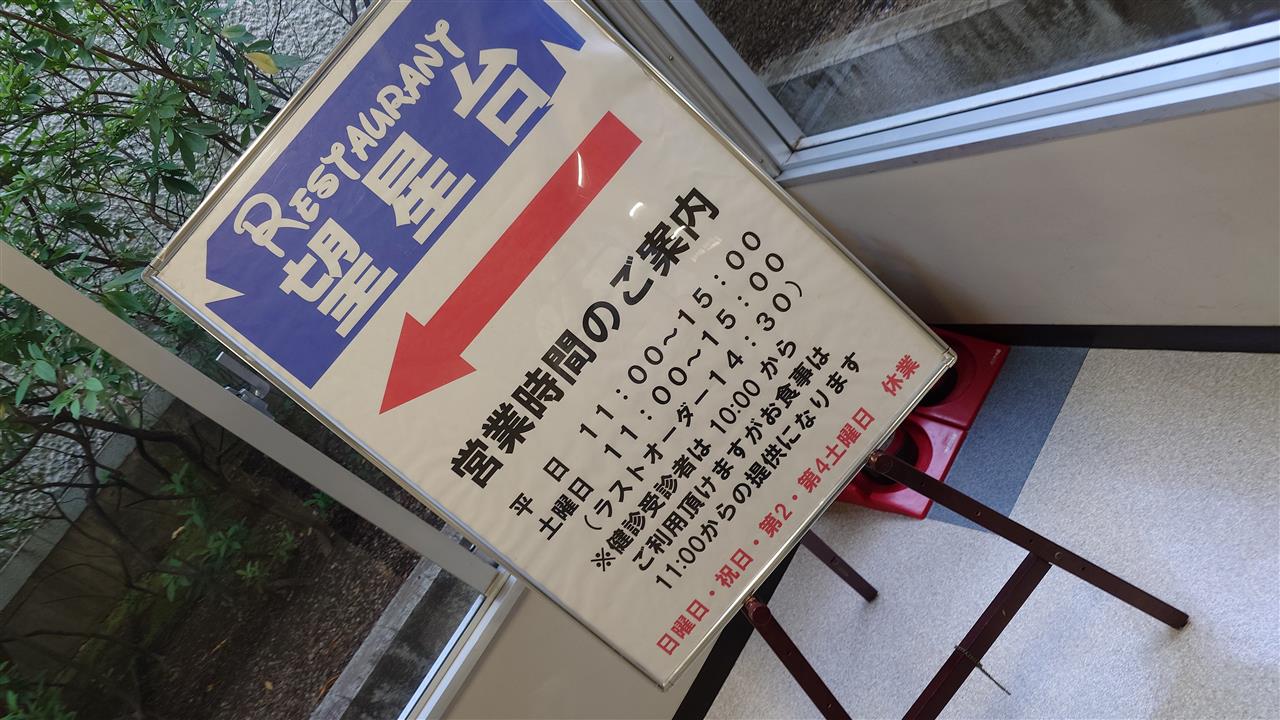 RESTAURANT
望星台
営業時間のご案内
平　日　11：00～15：00
土曜日　11：00～15：00
（ラストオーダー14：30）
※健診受診者は 10:00 から
ご利用頂けますがお食事は
11:00からの提供になります
日曜日・祝日・第2・第4土曜日　休業